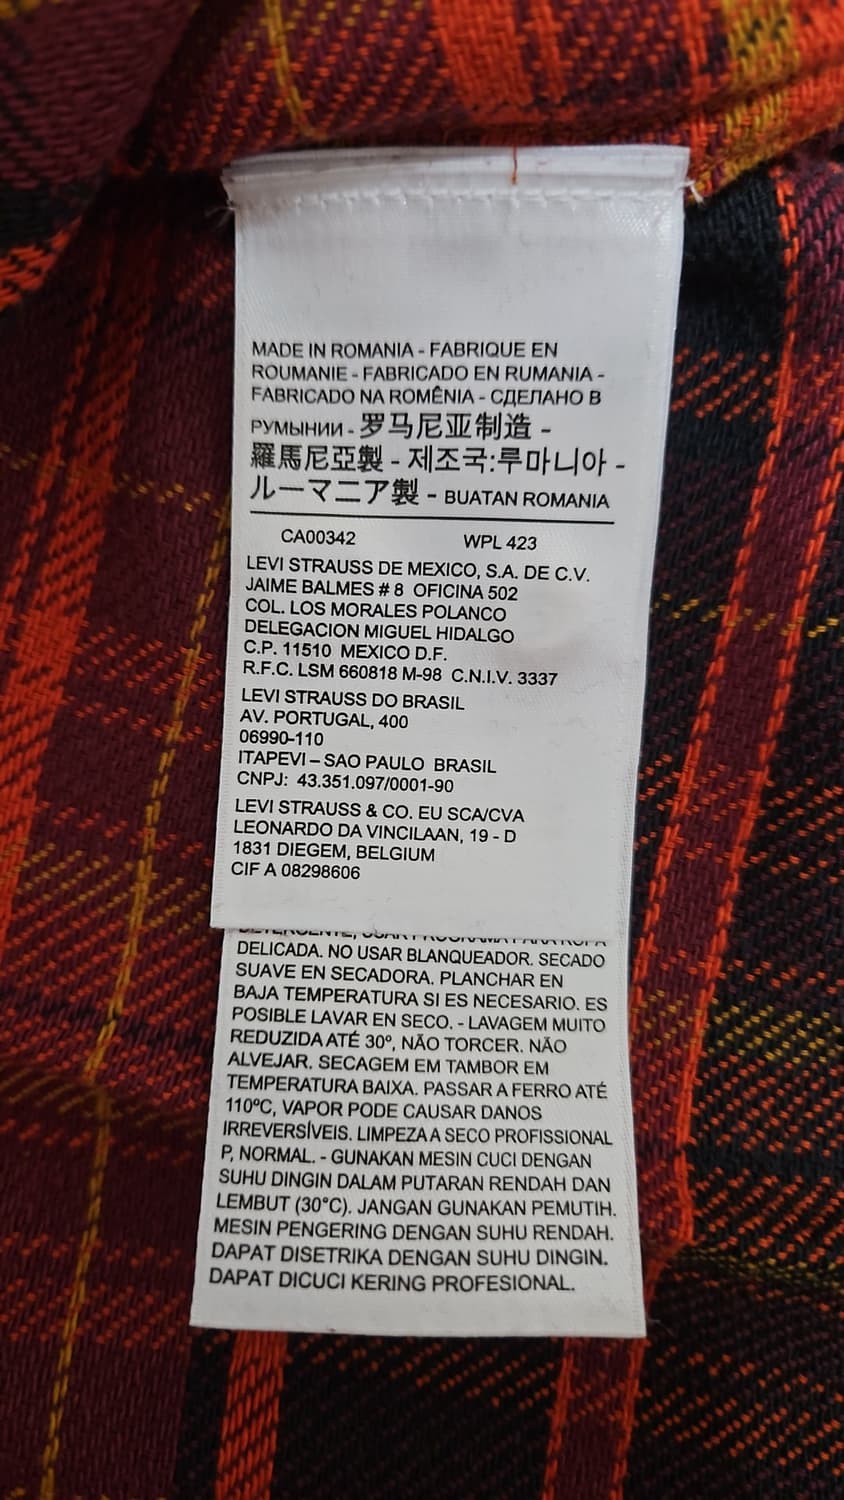 MADE IN ROMANIA - FABRIQUE EN
ROUMANIE - FABRICADO EN RUMANIA -
FABRICADO NA ROMÊNIA - СДЕЛАНО В
РУМЫНИИ - 罗马尼亚制造 -
羅馬尼亞製 - 제조국:루마니아 -
ルーマニア製 - BUATAN ROMANIA
CA00342 WPL 423
LEVI STRAUSS DE MEXICO, S.A. DE C.V.
JAIME BALMES # 8 OFICINA 502
COL. LOS MORALES POLANCO
DELEGACION MIGUEL HIDALGO
C.P. 11510 MEXICO D.F.
R.F.C. LSM 660818 M-98 C.N.I.V. 3337
LEVI STRAUSS DO BRASIL
AV. PORTUGAL, 400
06990-110
ITAPEVI – SAO PAULO BRASIL
CNPJ: 43.351.097/0001-90
LEVI STRAUSS & CO. EU SCA/CVA
LEONARDO DA VINCILAAN, 19 - D
1831 DIEGEM, BELGIUM
CIF A 08298606
DETERGENTE, USAR PROGRAMA PARA ROPA
DELICADA. NO USAR BLANQUEADOR. SECADO
SUAVE EN SECADORA. PLANCHAR EN
BAJA TEMPERATURA SI ES NECESARIO. ES
POSIBLE LAVAR EN SECO. - LAVAGEM MUITO
REDUZIDA ATÉ 30º, NÃO TORCER. NÃO
ALVEJAR. SECAGEM EM TAMBOR EM
TEMPERATURA BAIXA. PASSAR A FERRO ATÉ
110ºC, VAPOR PODE CAUSAR DANOS
IRREVERSÍVEIS. LIMPEZA A SECO PROFISSIONAL
P, NORMAL. - GUNAKAN MESIN CUCI DENGAN
SUHU DINGIN DALAM PUTARAN RENDAH DAN
LEMBUT (30°C). JANGAN GUNAKAN PEMUTIH.
MESIN PENGERING DENGAN SUHU RENDAH.
DAPAT DISETRIKA DENGAN SUHU DINGIN.
DAPAT DICUCI KERING PROFESIONAL.